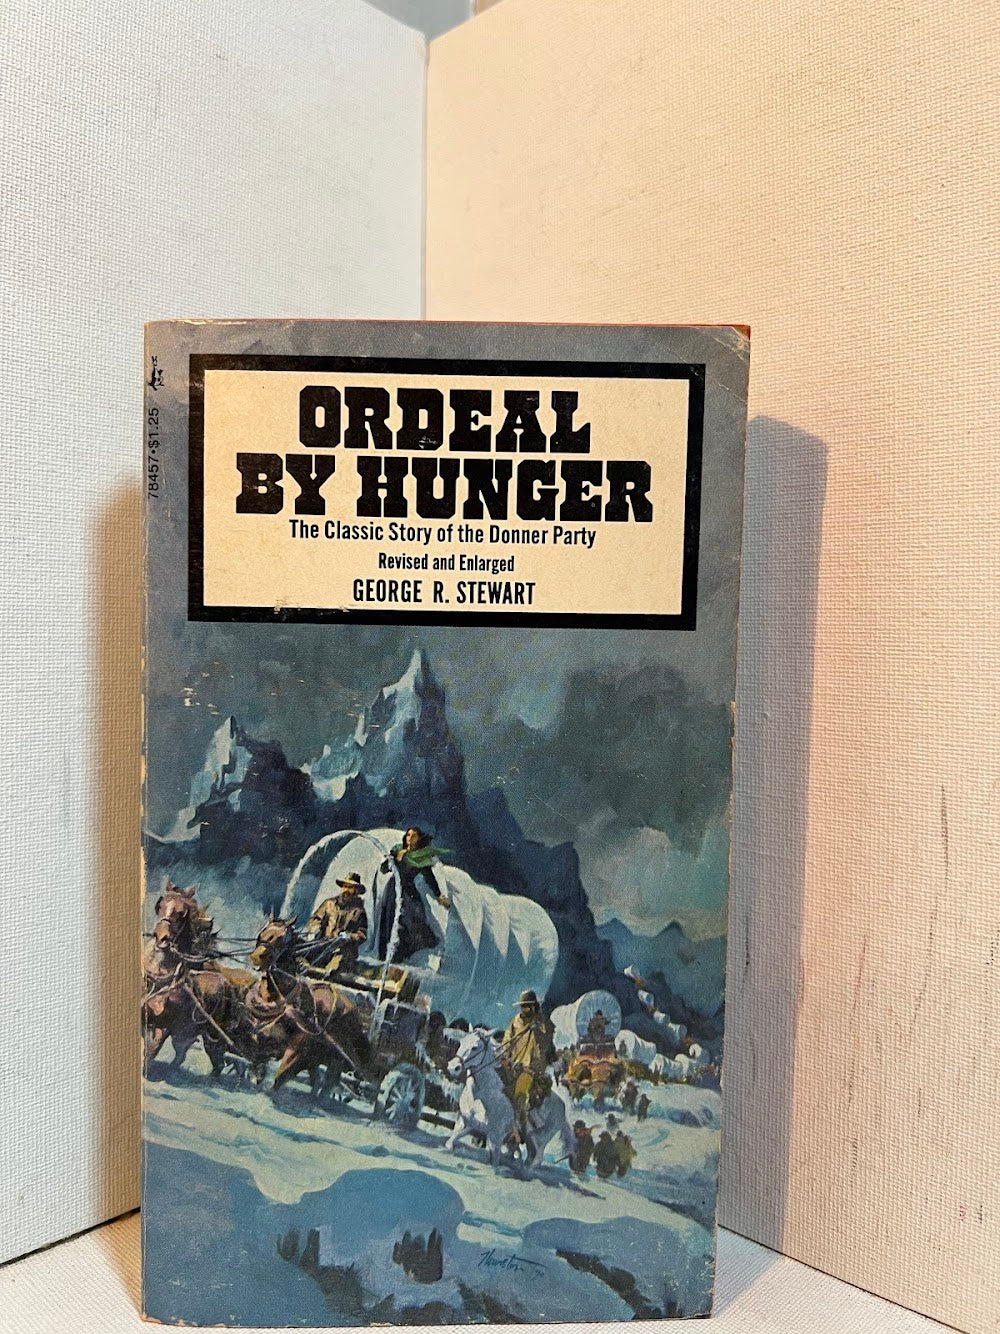 78457•$1.25
ORDEAL
BY HUNGER
The Classic Story of the Donner Party
Revised and Enlarged
GEORGE R. STEWART